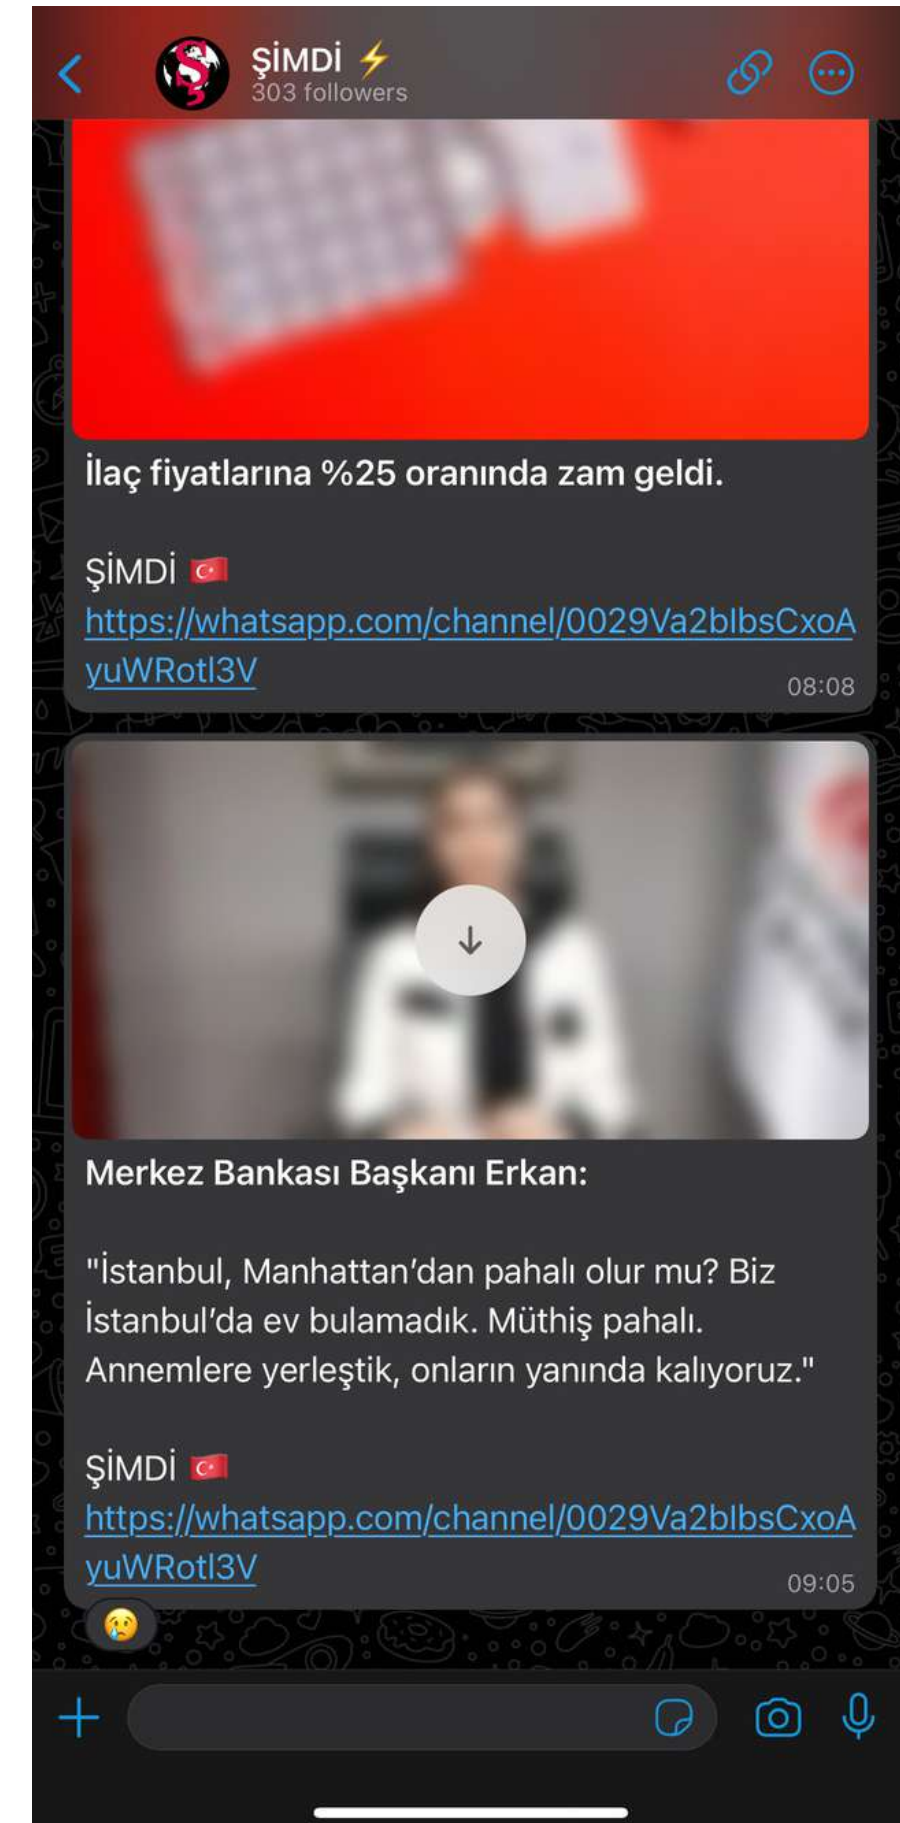 ŞİMDİ ⚡
303 followers
İlaç fiyatlarına %25 oranında zam geldi.
ŞİMDİ 🇹🇷
https://whatsapp.com/channel/0029Va2bIbsCxoA
yuWRotl3V
08:08
Merkez Bankası Başkanı Erkan:
"İstanbul, Manhattan’dan pahalı olur mu? Biz
İstanbul’da ev bulamadık. Müthiş pahalı.
Annemlere yerleştik, onların yanında kalıyoruz."
ŞİMDİ 🇹🇷
https://whatsapp.com/channel/0029Va2bIbsCxoA
yuWRotl3V
09:05